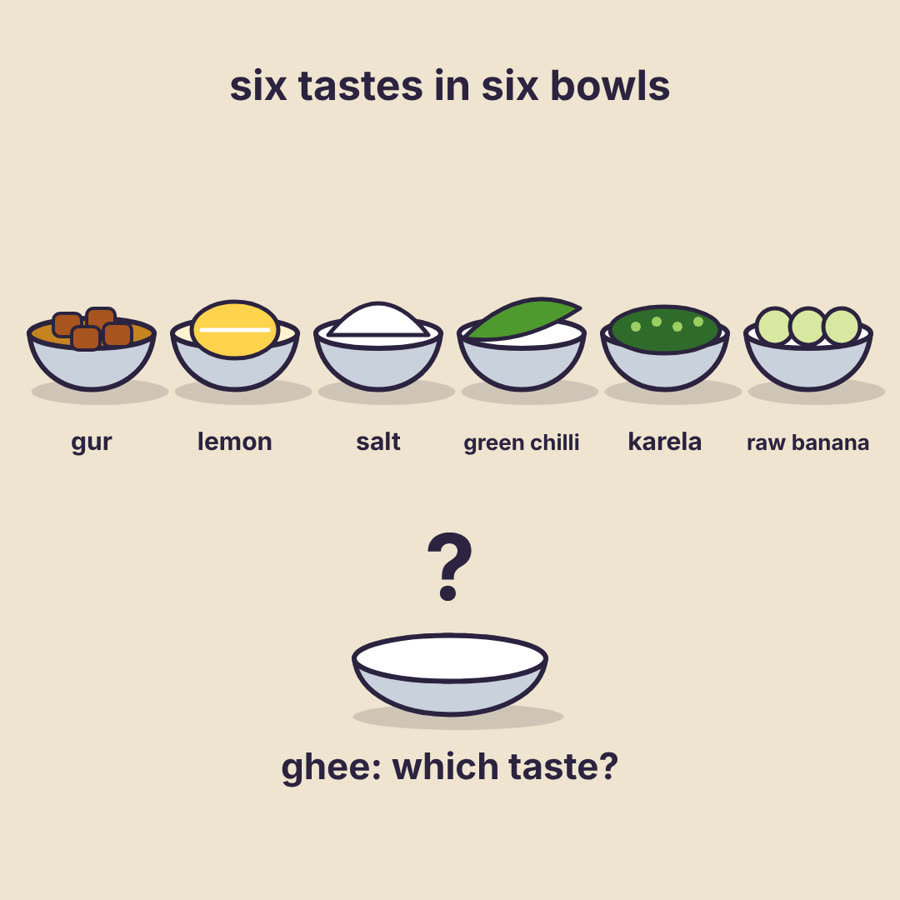 six tastes in six bowls
gur lemon salt green chilli karela raw banana
?
ghee: which taste?